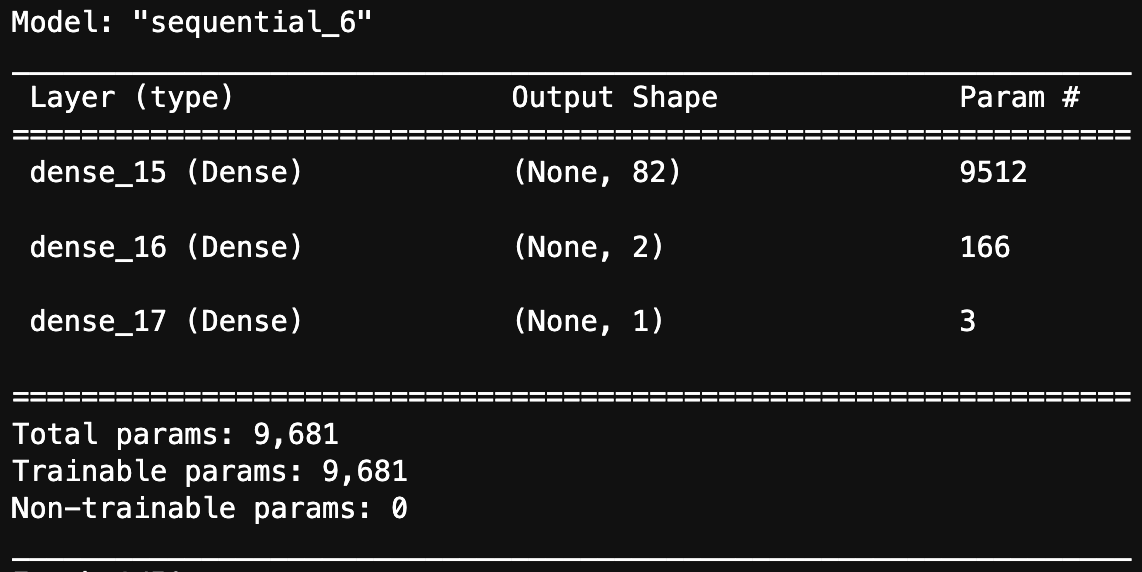 Model: "sequential_6"
Layer (type) Output Shape Param #
dense_15 (Dense) (None, 82) 9512
dense_16 (Dense) (None, 2) 166
dense_17 (Dense) (None, 1) 3
Total params: 9,681
Trainable params: 9,681
Non-trainable params: 0